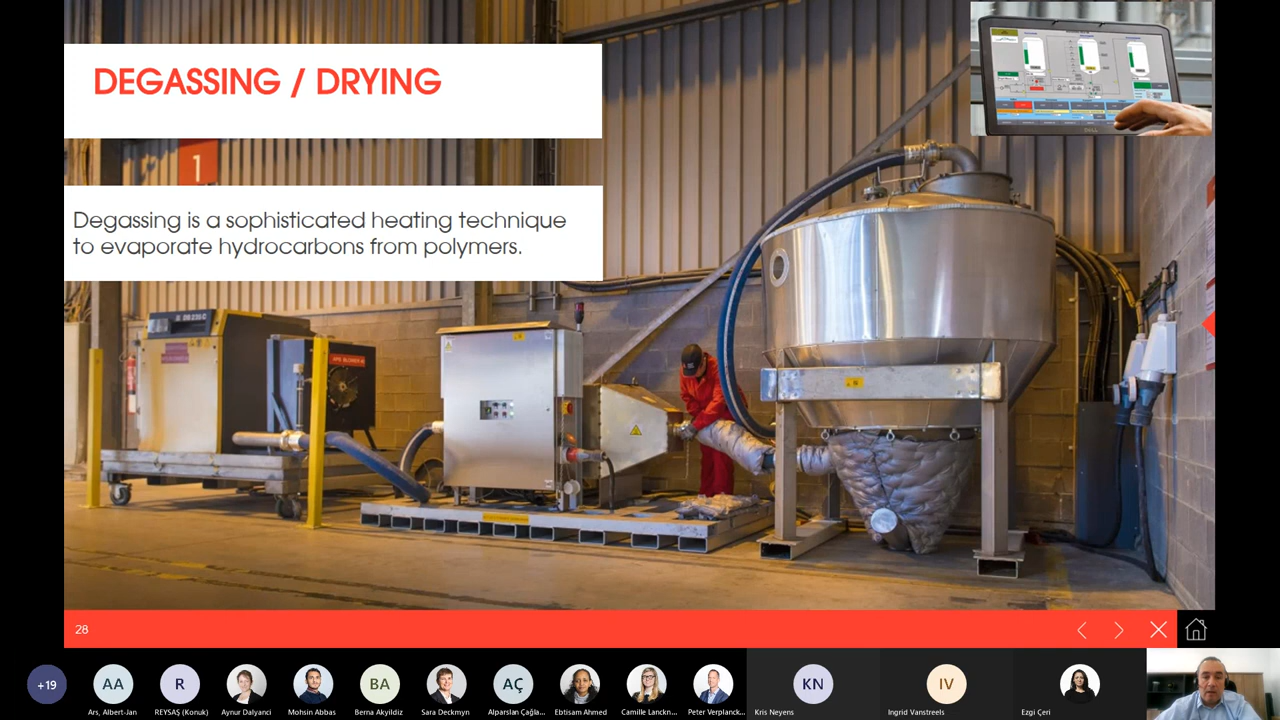 DEGASSING / DRYING
1
Degassing is a sophisticated heating technique
to evaporate hydrocarbons from polymers.
DELL
28
+19
AA
R
BA
AÇ
KN
IV
Ars, Albert-Jan
REYSAŞ (Konuk)
Aynur Dalyanci
Mohsin Abbas
Berna Akyildiz
Sara Deckmyn
Alparslan Çağla...
Ebtisam Ahmed
Camille Lanckn...
Peter Verplanck...
Kris Neyens
Ingrid Vanstreels
Ezgi Çeri